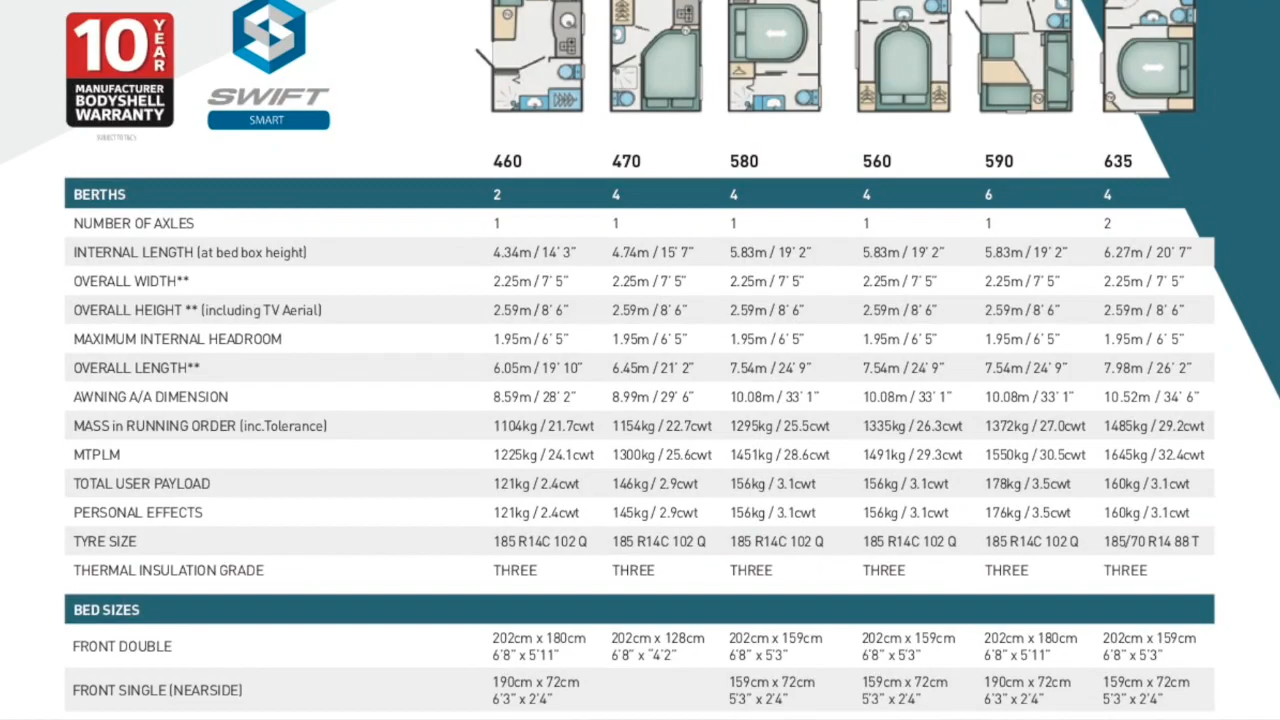 10 YEAR
MANUFACTURER
BODYSHELL
WARRANTY
SUBJECT TO T&Cs
SWIFT
SMART
460 470 580 560 590 635
BERTHS 2 4 4 4 6 4
NUMBER OF AXLES 1 1 1 1 1 2
INTERNAL LENGTH (at bed box height) 4.34m / 14' 3" 4.74m / 15' 7" 5.83m / 19' 2" 5.83m / 19' 2" 5.83m / 19' 2" 6.27m / 20' 7"
OVERALL WIDTH** 2.25m / 7' 5" 2.25m / 7' 5" 2.25m / 7' 5" 2.25m / 7' 5" 2.25m / 7' 5" 2.25m / 7' 5"
OVERALL HEIGHT ** (including TV Aerial) 2.59m / 8' 6" 2.59m / 8' 6" 2.59m / 8' 6" 2.59m / 8' 6" 2.59m / 8' 6" 2.59m / 8' 6"
MAXIMUM INTERNAL HEADROOM 1.95m / 6' 5" 1.95m / 6' 5" 1.95m / 6' 5" 1.95m / 6' 5" 1.95m / 6' 5" 1.95m / 6' 5"
OVERALL LENGTH** 6.05m / 19' 10" 6.45m / 21' 2" 7.54m / 24' 9" 7.54m / 24' 9" 7.54m / 24' 9" 7.98m / 26' 2"
AWNING A/A DIMENSION 8.59m / 28' 2" 8.99m / 29' 6" 10.08m / 33' 1" 10.08m / 33' 1" 10.08m / 33' 1" 10.52m / 34' 6"
MASS in RUNNING ORDER (inc.Tolerance) 1104kg / 21.7cwt 1154kg / 22.7cwt 1295kg / 25.5cwt 1335kg / 26.3cwt 1372kg / 27.0cwt 1485kg / 29.2cwt
MTPLM 1225kg / 24.1cwt 1300kg / 25.6cwt 1451kg / 28.6cwt 1491kg / 29.3cwt 1550kg / 30.5cwt 1645kg / 32.4cwt
TOTAL USER PAYLOAD 121kg / 2.4cwt 146kg / 2.9cwt 156kg / 3.1cwt 156kg / 3.1cwt 178kg / 3.5cwt 160kg / 3.1cwt
PERSONAL EFFECTS 121kg / 2.4cwt 145kg / 2.9cwt 156kg / 3.1cwt 156kg / 3.1cwt 176kg / 3.5cwt 160kg / 3.1cwt
TYRE SIZE 185 R14C 102 Q 185 R14C 102 Q 185 R14C 102 Q 185 R14C 102 Q 185 R14C 102 Q 185/70 R14 88 T
THERMAL INSULATION GRADE THREE THREE THREE THREE THREE THREE
BED SIZES
FRONT DOUBLE 202cm x 180cm 202cm x 128cm 202cm x 159cm 202cm x 159cm 202cm x 180cm 202cm x 159cm
6'8" x 5'11" 6'8" x "4'2" 6'8" x 5'3" 6'8" x 5'3" 6'8" x 5'11" 6'8" x 5'3"
FRONT SINGLE (NEARSIDE) 190cm x 72cm 159cm x 72cm 159cm x 72cm 190cm x 72cm 159cm x 72cm
6'3" x 2'4" 5'3" x 2'4" 5'3" x 2'4" 6'3" x 2'4" 5'3" x 2'4"